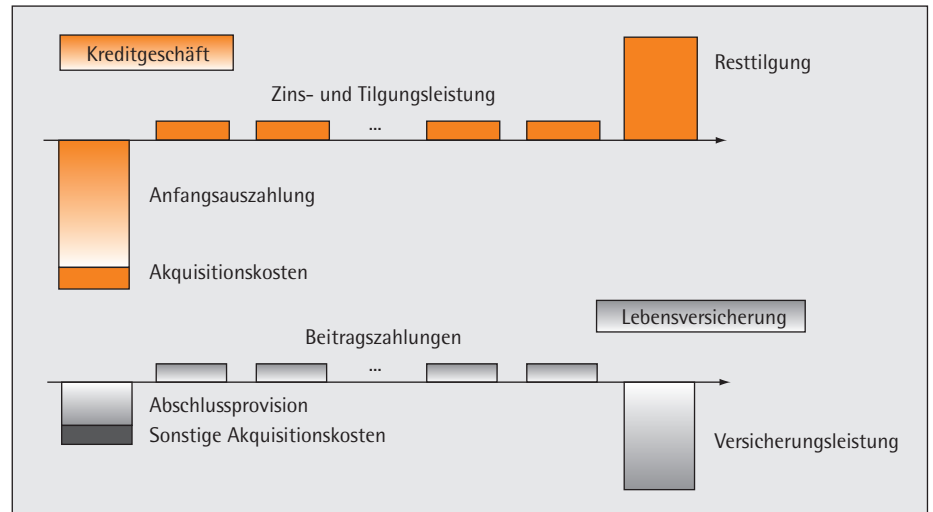 Kreditgeschäft
Resttilgung
Zins- und Tilgungsleistung
...
Anfangsauszahlung
Akquisitionskosten
Lebensversicherung
Beitragszahlungen
...
Abschlussprovision
Sonstige Akquisitionskosten
Versicherungsleistung